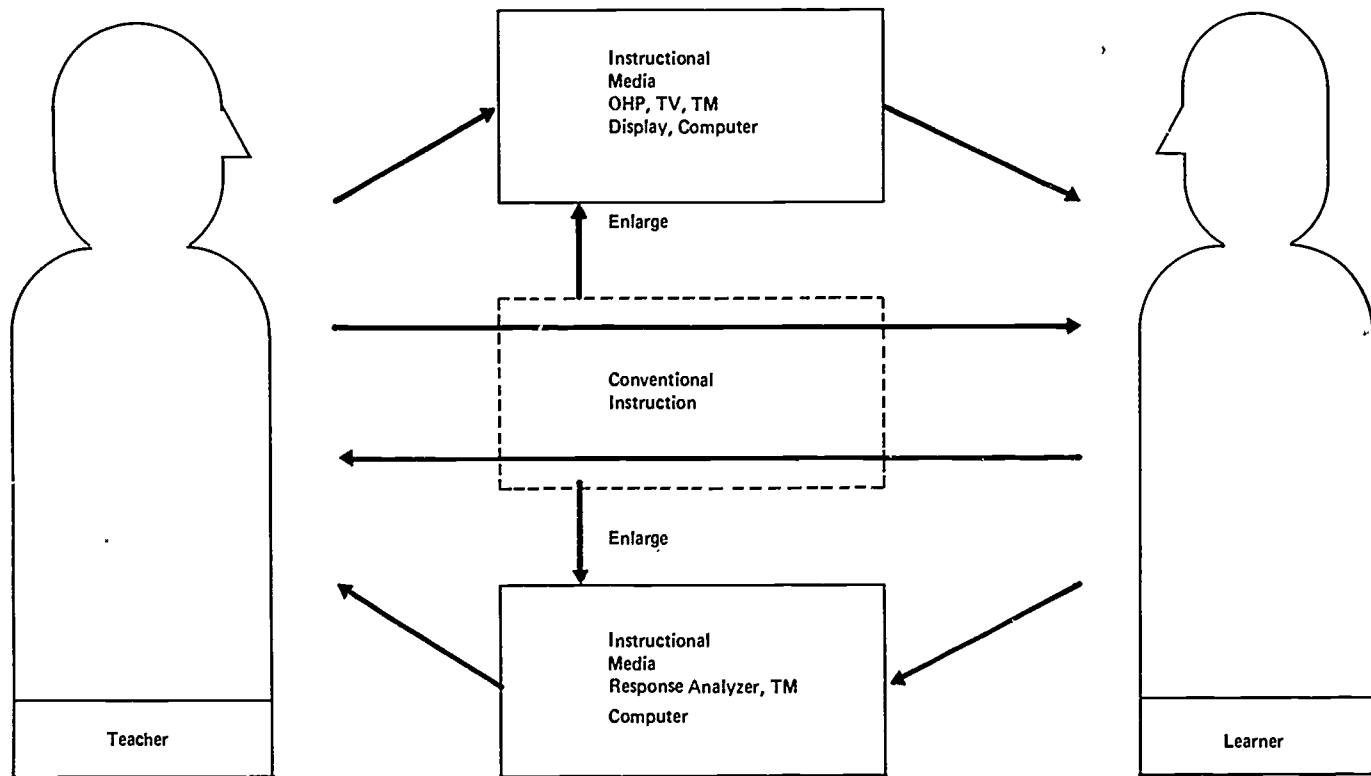 Instructional
Media
OHP, TV, TM
Display, Computer
Enlarge
Conventional
Instruction
Enlarge
Instructional
Media
Response Analyzer, TM
Computer
Teacher
Learner